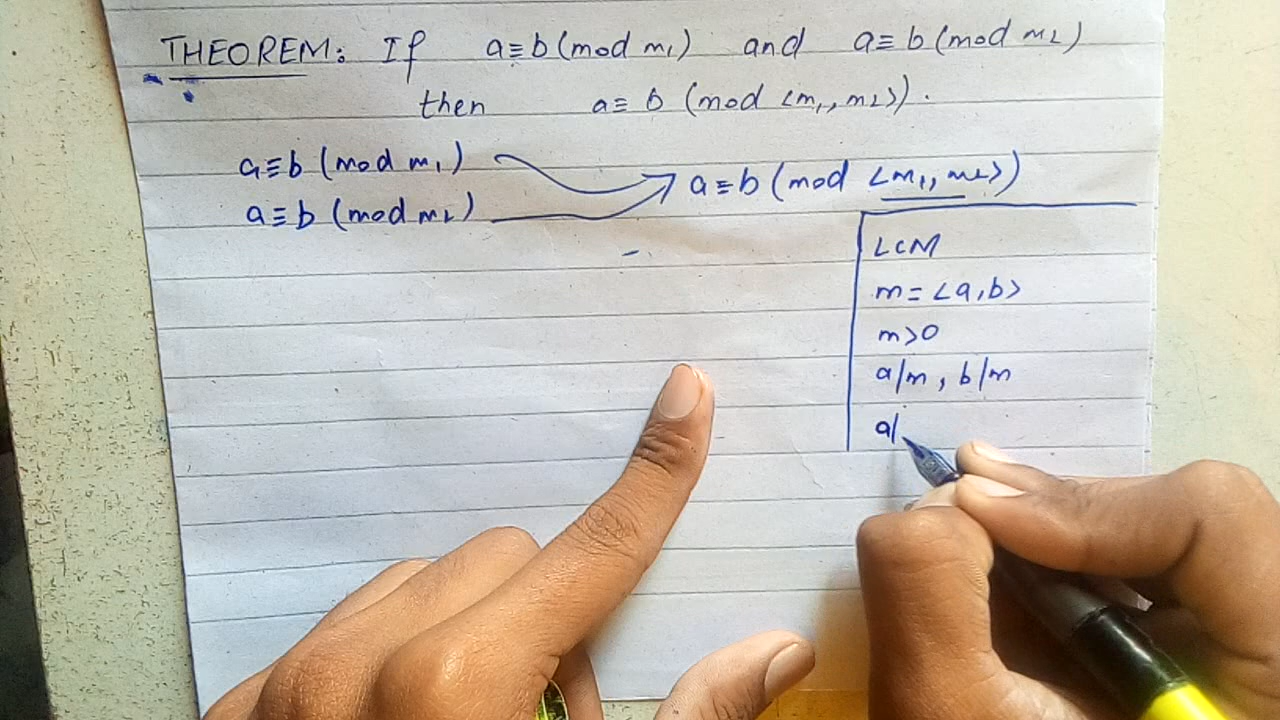 THEOREM: If a≡b (mod m₁) and a≡b (mod m₂)
then a≡ b (mod <m₁, m₂>).
a≡b (mod m₁)
a≡b (mod m₂)
a≡b (mod <m₁, m₂>)
LCM
m = <a,b>
m>0
a/m , b/m
a/